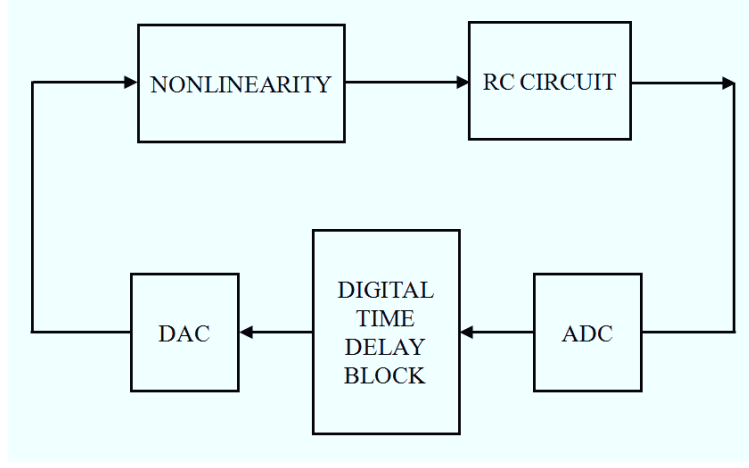 NONLINEARITY
RC CIRCUIT
DAC
DIGITAL
TIME
DELAY
BLOCK
ADC